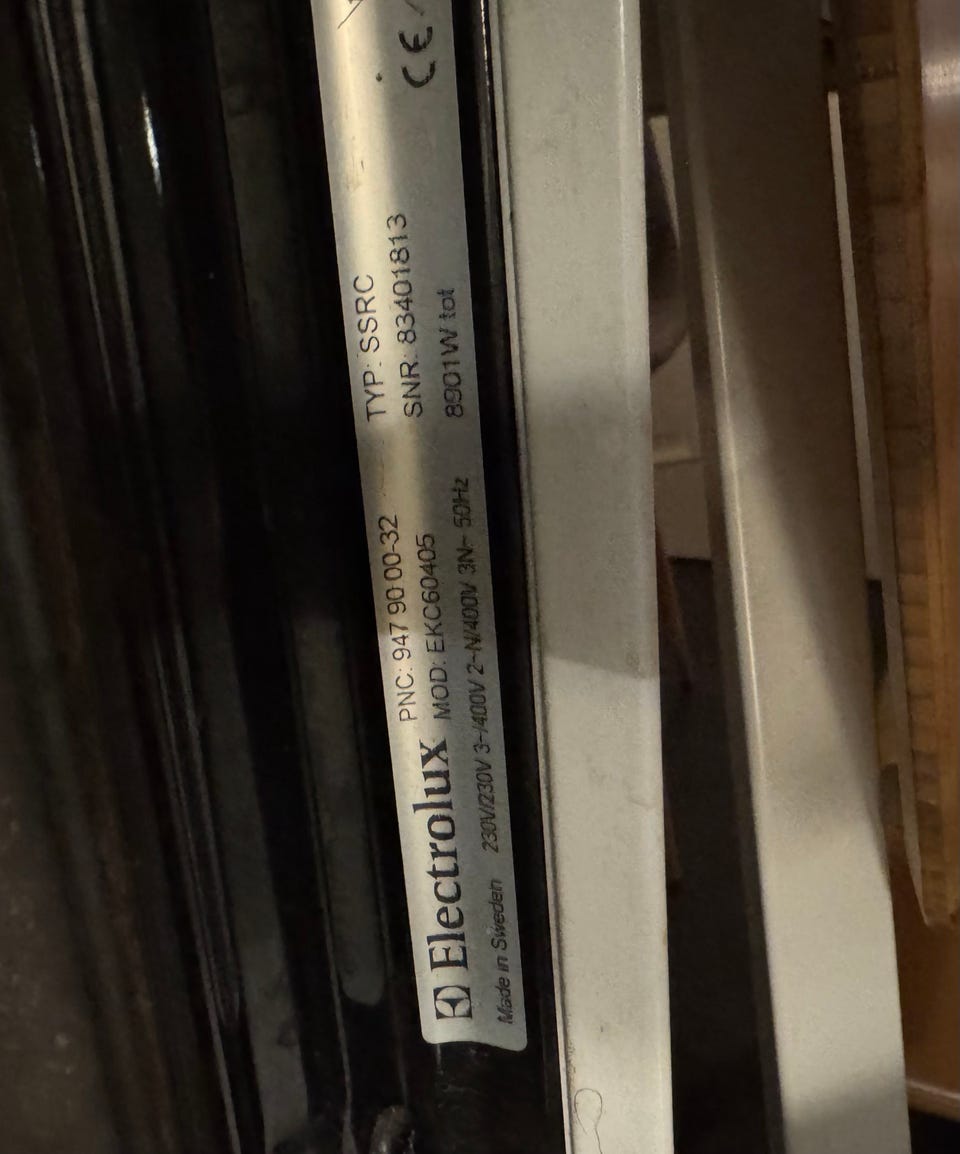 Electrolux PNC: 947 90 00-32 TYP: SSRC
MOD: EKC60405 SNR: 83401813 CE
Made in Sweden 230V/230V 3~/400V 2~N/400V 3N~ 50Hz 8901W tot